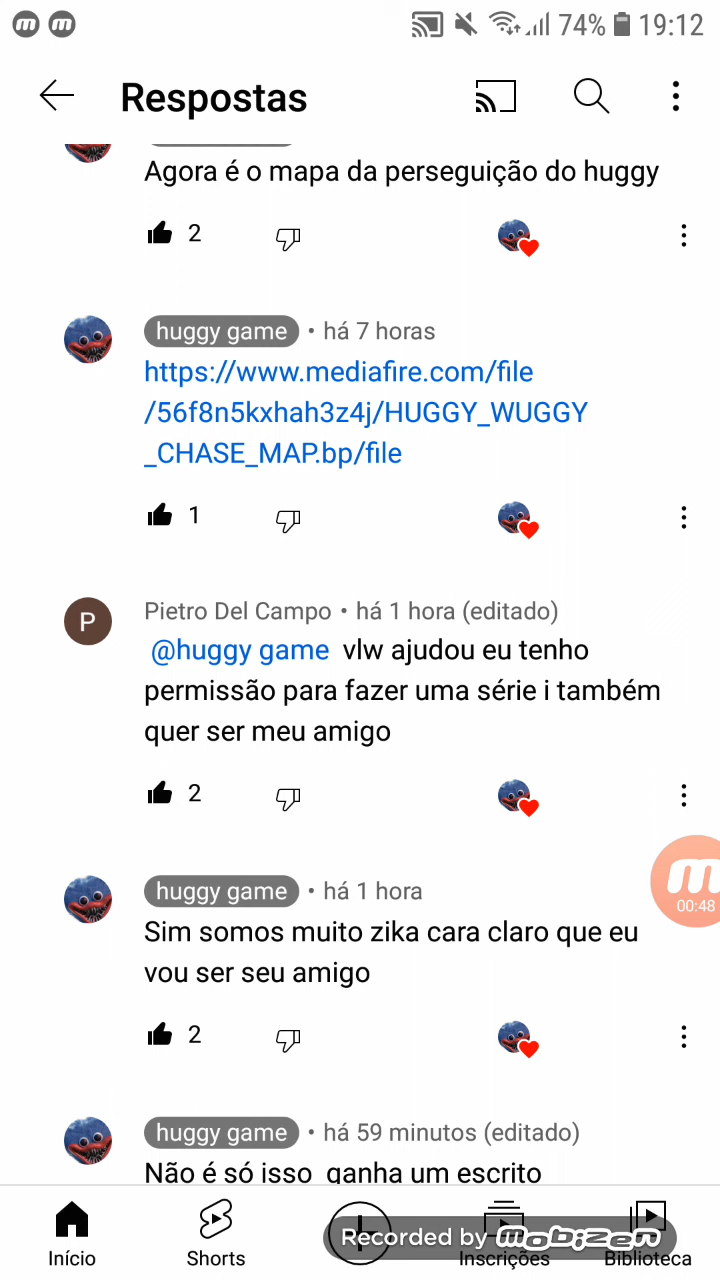 74% 19:12
Respostas
Agora é o mapa da perseguição do huggy
2
huggy game • há 7 horas
https://www.mediafire.com/file
/56f8n5kxhah3z4j/HUGGY_WUGGY
_CHASE_MAP.bp/file
1
P
Pietro Del Campo • há 1 hora (editado)
@huggy game vlw ajudou eu tenho
permissão para fazer uma série i também
quer ser meu amigo
2
00:48
huggy game • há 1 hora
Sim somos muito zika cara claro que eu
vou ser seu amigo
2
huggy game • há 59 minutos (editado)
Não é só isso ganha um escrito
Recorded by mobizen
Início Shorts Inscrições Biblioteca